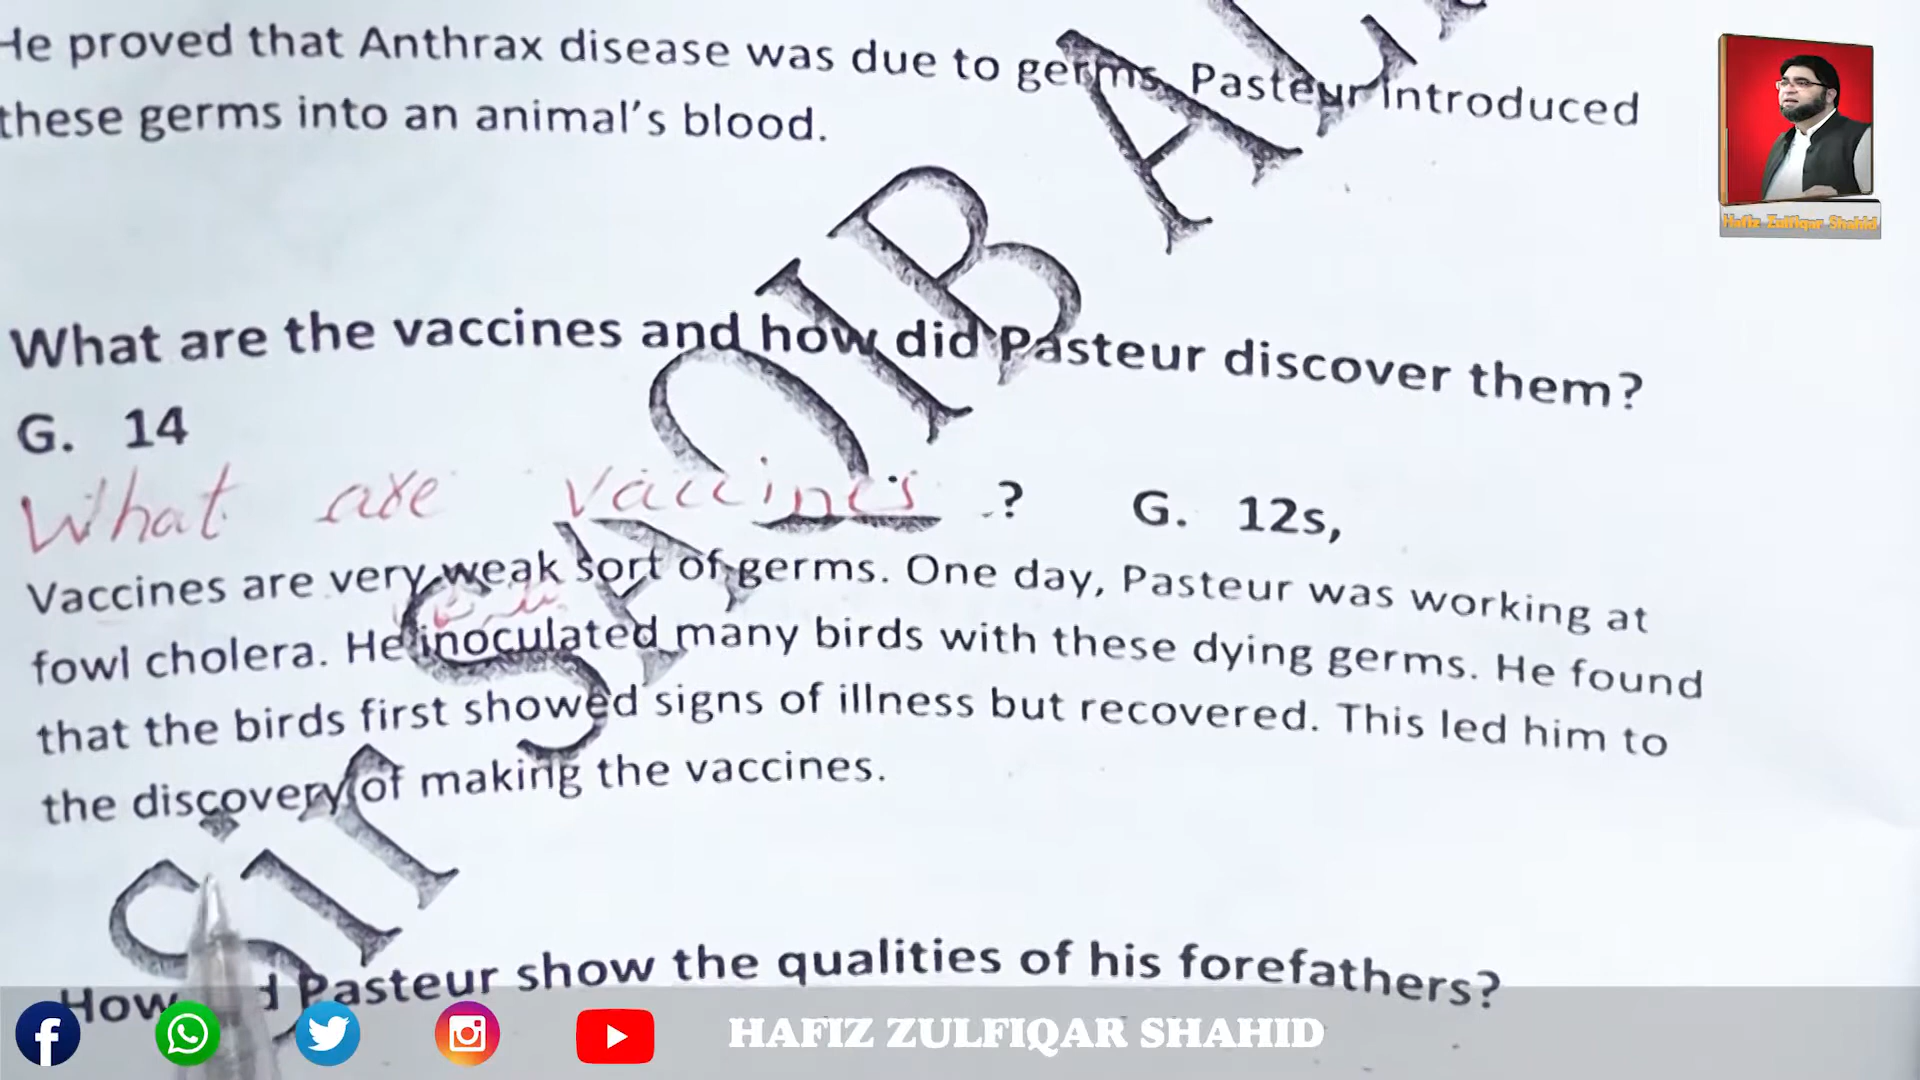 He proved that Anthrax disease was due to germs. Pasteur introduced
these germs into an animal's blood.
Hafiz Zulfiqar Shahid
What are the vaccines and how did Pasteur discover them?
G. 14
What are vaccines ? G. 12s,
Vaccines are very weak sort of germs. One day, Pasteur was working at
fowl cholera. He inoculated many birds with these dying germs. He found
that the birds first showed signs of illness but recovered. This led him to
the discovery of making the vaccines.
How Pasteur show the qualities of his forefathers?
HAFIZ ZULFIQAR SHAHID
Sir SAQIB